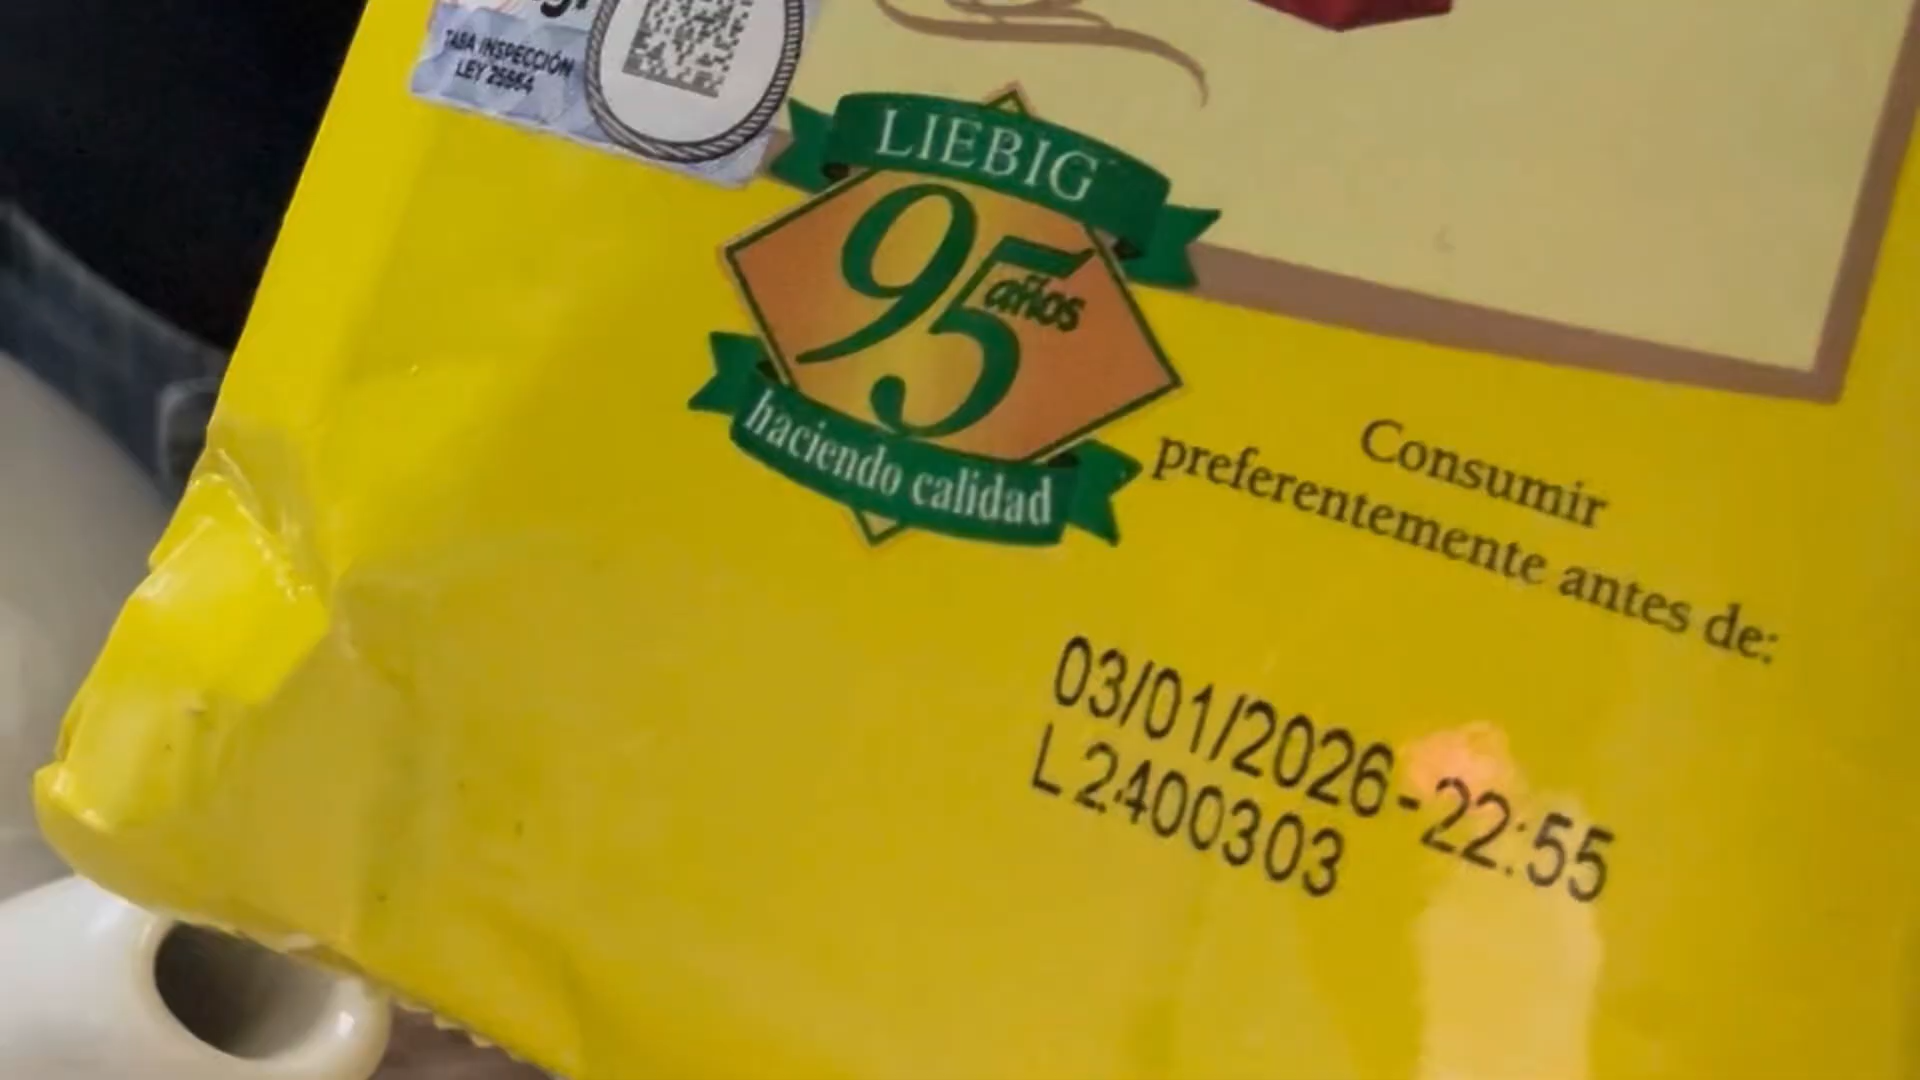 TASA INSPECCIÓN
LEY 25564
LIEBIG
95
años
haciendo calidad
Consumir
preferentemente antes de:
03/01/2026-22:55
L2400303